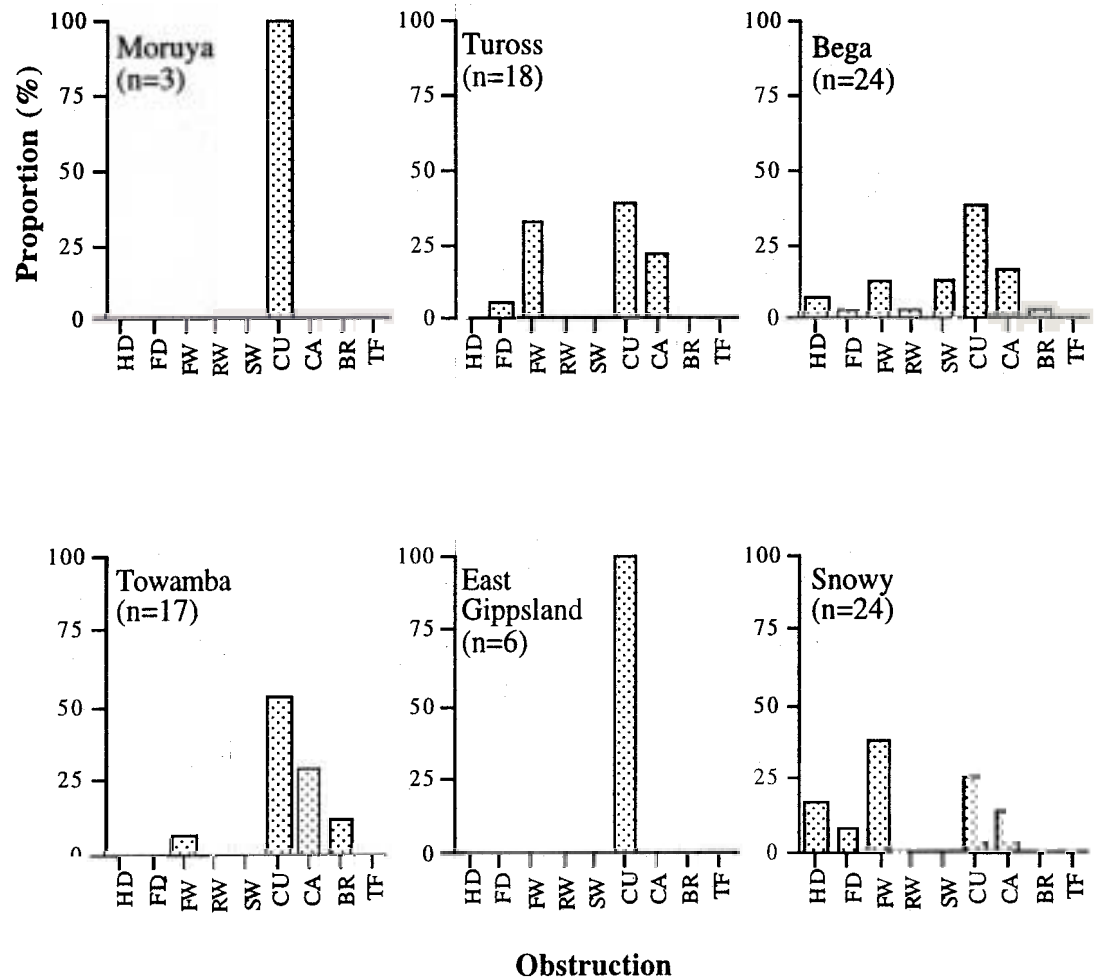 Proportion (%)
100
75
50
25
0
Moruya
(n=3)
HD FD FW RW SW CU CA BR TF
100
75
50
25
0
Tuross
(n=18)
HD FD FW RW SW CU CA BR TF
100
75
50
25
0
Bega
(n=24)
HD FD FW RW SW CU CA BR TF
100
75
50
25
0
Towamba
(n=17)
HD FD FW RW SW CU CA BR TF
100
75
50
25
0
East
Gippsland
(n=6)
HD FD FW RW SW CU CA BR TF
100
75
50
25
0
Snowy
(n=24)
HD FD FW RW SW CU CA BR TF
Obstruction